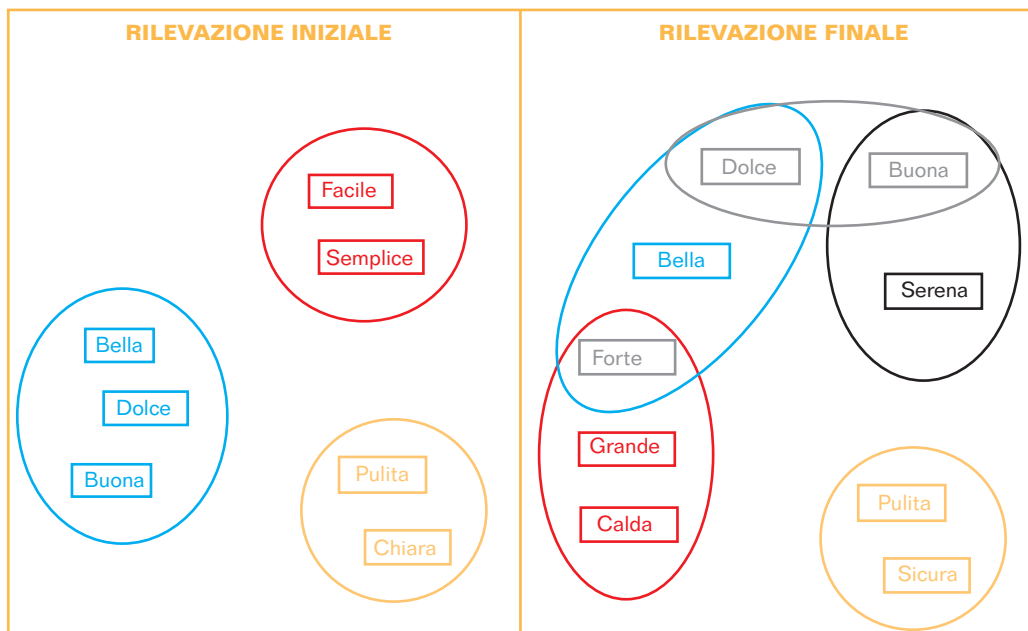 RILEVAZIONE INIZIALE
Facile
Semplice
Bella
Dolce
Buona
Pulita
Chiara
RILEVAZIONE FINALE
Dolce
Buona
Bella
Serena
Forte
Grande
Calda
Pulita
Sicura